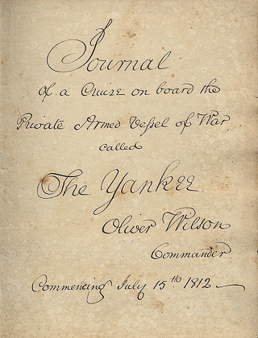 Journal
of a Cruize on board the
Private Armed Vessel of War,
called
The Yankee.
Oliver Wilson
Commander
Commencing July 15th 1812